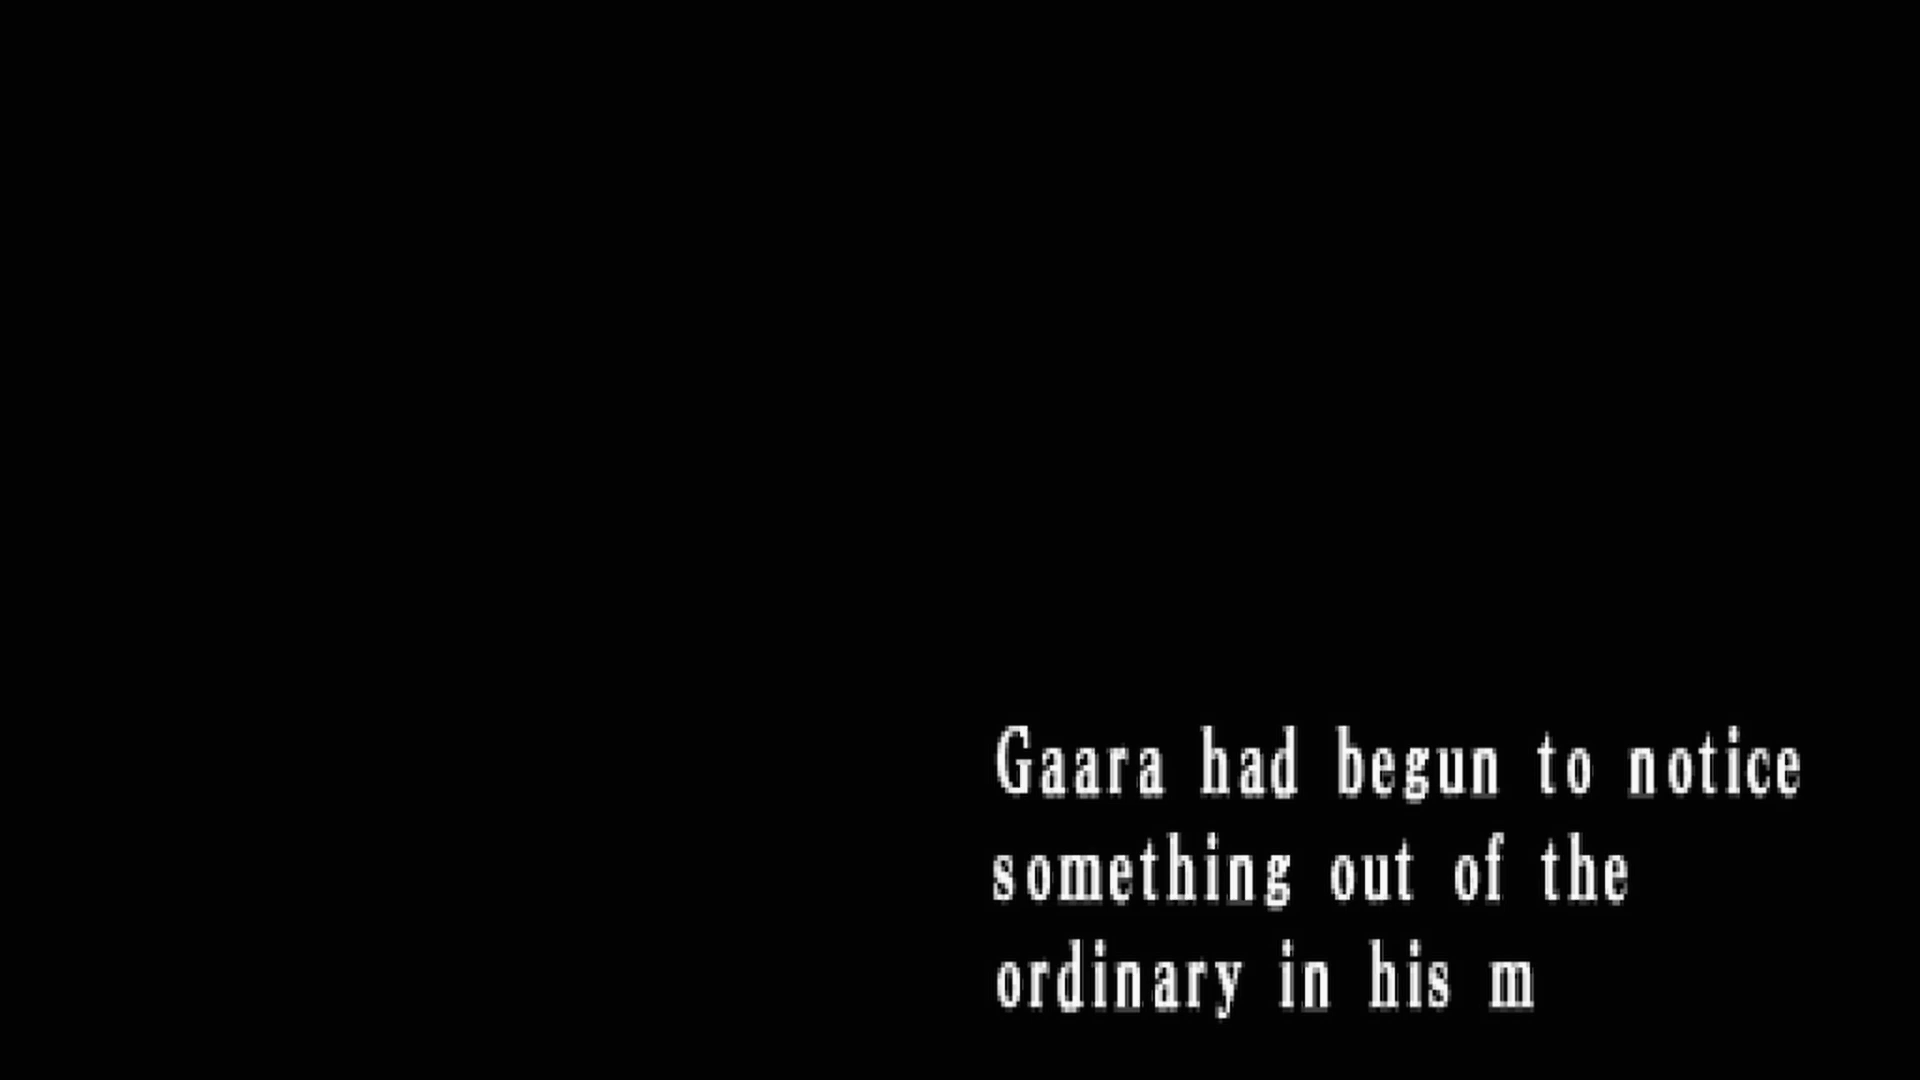 Gaara had begun to notice
something out of the
ordinary in his m